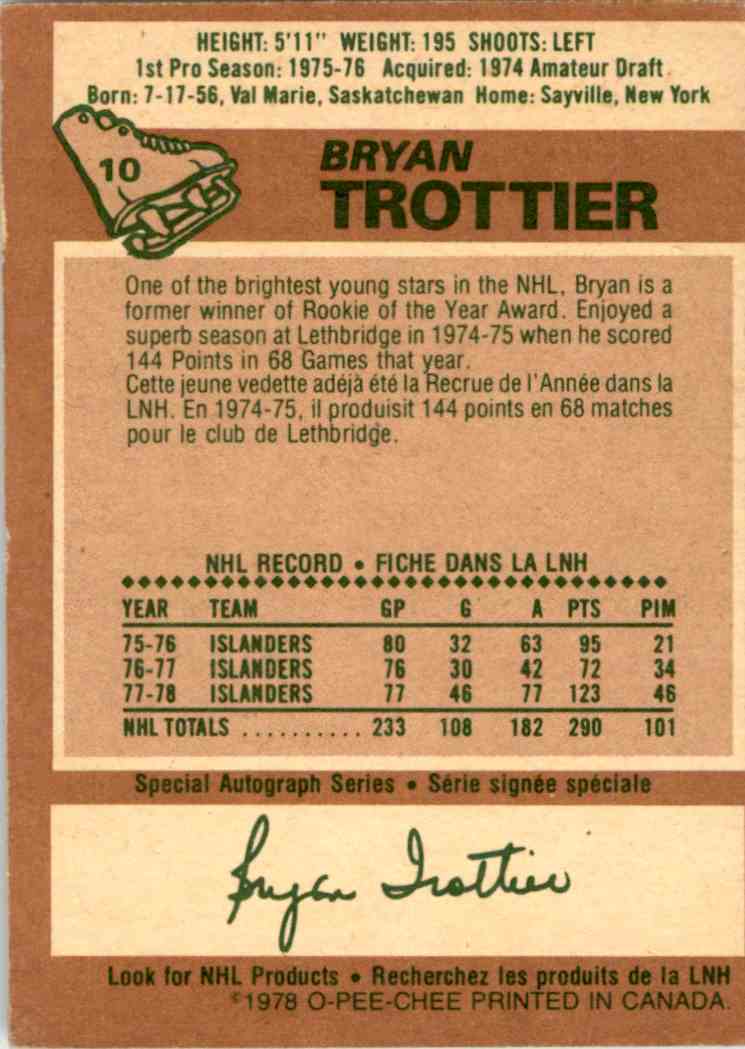 HEIGHT: 5'11" WEIGHT: 195 SHOOTS: LEFT
1st Pro Season: 1975-76 Acquired: 1974 Amateur Draft
Born: 7-17-56, Val Marie, Saskatchewan Home: Sayville, New York
10
BRYAN
TROTTIER
One of the brightest young stars in the NHL, Bryan is a
former winner of Rookie of the Year Award. Enjoyed a
superb season at Lethbridge in 1974-75 when he scored
144 Points in 68 Games that year.
Cette jeune vedette adéjà été la Recrue de l'Année dans la
LNH. En 1974-75, il produisit 144 points en 68 matches
pour le club de Lethbridge.
NHL RECORD • FICHE DANS LA LNH
YEAR TEAM GP G A PTS PIM
75-76 ISLANDERS 80 32 63 95 21
76-77 ISLANDERS 76 30 42 72 34
77-78 ISLANDERS 77 46 77 123 46
NHL TOTALS .......... 233 108 182 290 101
Special Autograph Series • Série signée spéciale
Bryan Trottier
Look for NHL Products • Recherchez les produits de la LNH
©1978 O-PEE-CHEE PRINTED IN CANADA.